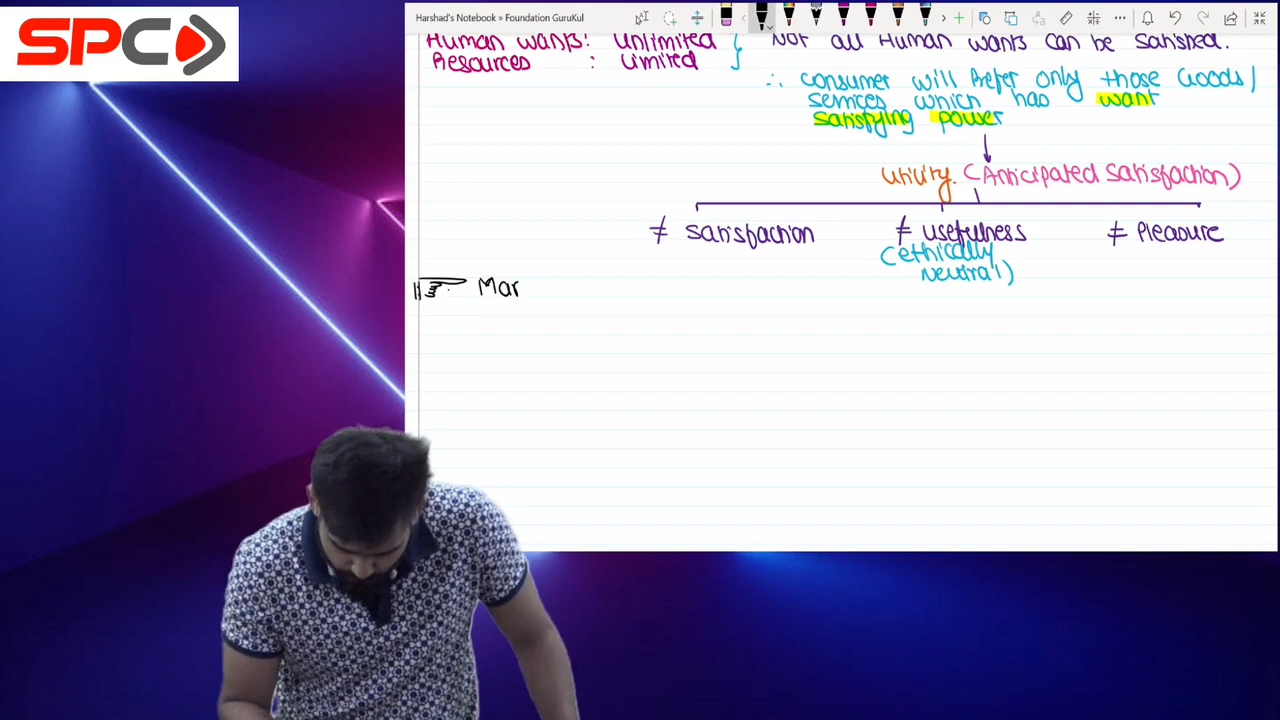 SPC
Harshad's Notebook » Foundation GuruKul
Human wants: unlimited } Not all Human wants can be satisfied.
Resources : Limited
∴ consumer will Prefer only those Goods/
services which has want
satisfying power
utility. (Anticipated Satisfaction)
≠ Satisfaction ≠ usefulness ≠ Pleasure
(ethically
Neutral)
Mar